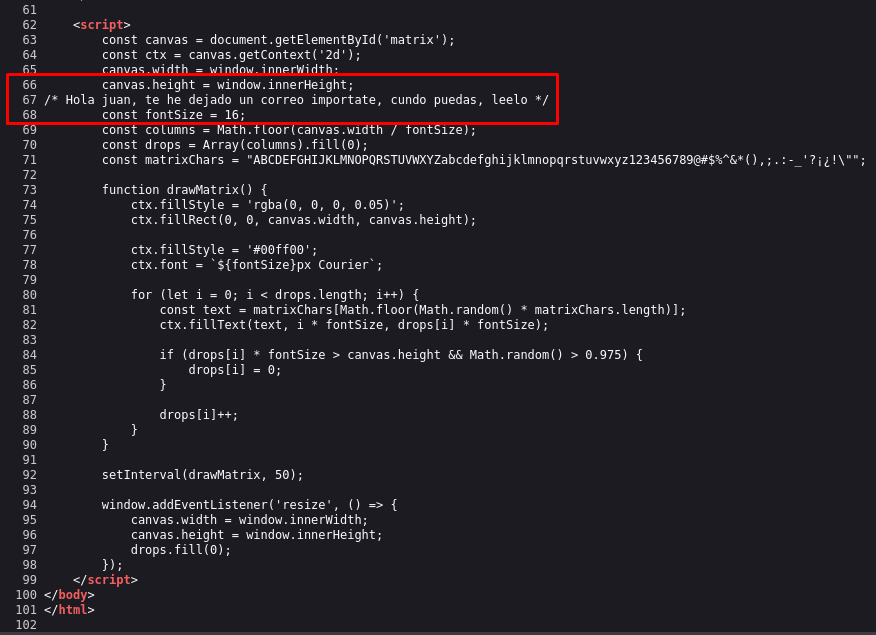 61
62     <script>
63         const canvas = document.getElementById('matrix');
64         const ctx = canvas.getContext('2d');
65         canvas.width = window.innerWidth;
66         canvas.height = window.innerHeight;
67 /* Hola juan, te he dejado un correo importate, cundo puedas, leelo */
68         const fontSize = 16;
69         const columns = Math.floor(canvas.width / fontSize);
70         const drops = Array(columns).fill(0);
71         const matrixChars = "ABCDEFGHIJKLMNOPQRSTUVWXYZabcdefghijklmnopqrstuvwxyz123456789@#$%^&*(),;.:-_'?¡¿!\"";
72
73         function drawMatrix() {
74             ctx.fillStyle = 'rgba(0, 0, 0, 0.05)';
75             ctx.fillRect(0, 0, canvas.width, canvas.height);
76
77             ctx.fillStyle = '#00ff00';
78             ctx.font = `${fontSize}px Courier`;
79
80             for (let i = 0; i < drops.length; i++) {
81                 const text = matrixChars[Math.floor(Math.random() * matrixChars.length)];
82                 ctx.fillText(text, i * fontSize, drops[i] * fontSize);
83
84                 if (drops[i] * fontSize > canvas.height && Math.random() > 0.975) {
85                     drops[i] = 0;
86                 }
87
88                 drops[i]++;
89             }
90         }
91
92         setInterval(drawMatrix, 50);
93
94         window.addEventListener('resize', () => {
95             canvas.width = window.innerWidth;
96             canvas.height = window.innerHeight;
97             drops.fill(0);
98         });
99     </script>
100 </body>
101 </html>
102